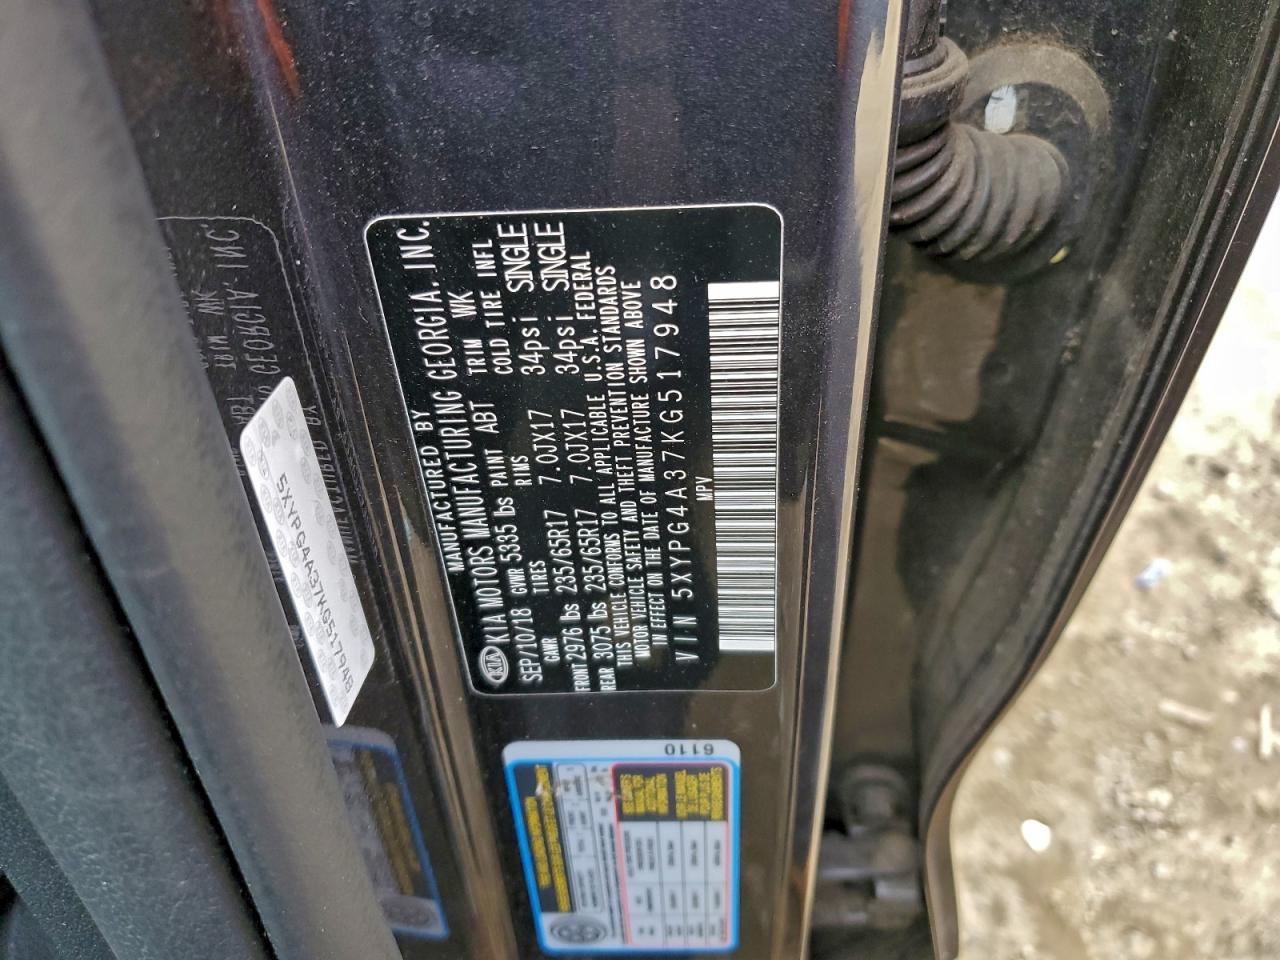 MANUFACTURED BY
KIA KIA MOTORS MANUFACTURING GEORGIA. INC.
SEP/10/18 GVWR 5335 lbs PAINT ABT TRIM WK
GAWR TIRES RIMS COLD TIRE INFL
FRONT 2976 lbs 235/65R17 7.0JX17 34psi SINGLE
REAR 3075 lbs 235/65R17 7.0JX17 34psi SINGLE
THIS VEHICLE CONFORMS TO ALL APPLICABLE U.S.A. FEDERAL
MOTOR VEHICLE SAFETY AND THEFT PREVENTION STANDARDS
IN EFFECT ON THE DATE OF MANUFACTURE SHOWN ABOVE
VIN 5XYPG4A37KG517948
MPV
5XYPG4A37KG517948
6110